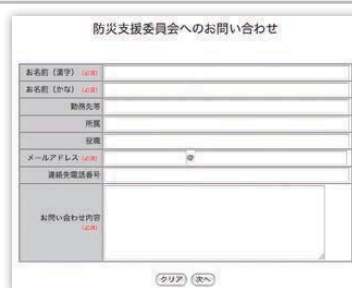 防災支援委員会へのお問い合わせ
お名前（漢字） (必須)
お名前（かな） (必須)
勤務先等
所属
役職
メールアドレス (必須) @
連絡先電話番号
お問い合わせ内容
(必須)
クリア 次へ